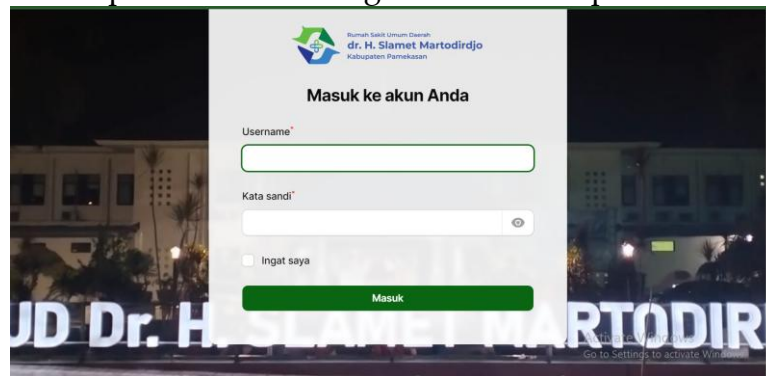 Rumah Sakit Umum Daerah
dr. H. Slamet Martodirdjo
Kabupaten Pamekasan
Masuk ke akun Anda
Username*
Kata sandi*
Ingat saya
Masuk
UD Dr. H. SLAMET MARTODIR
Activate Windows
Go to Settings to activate Windows.